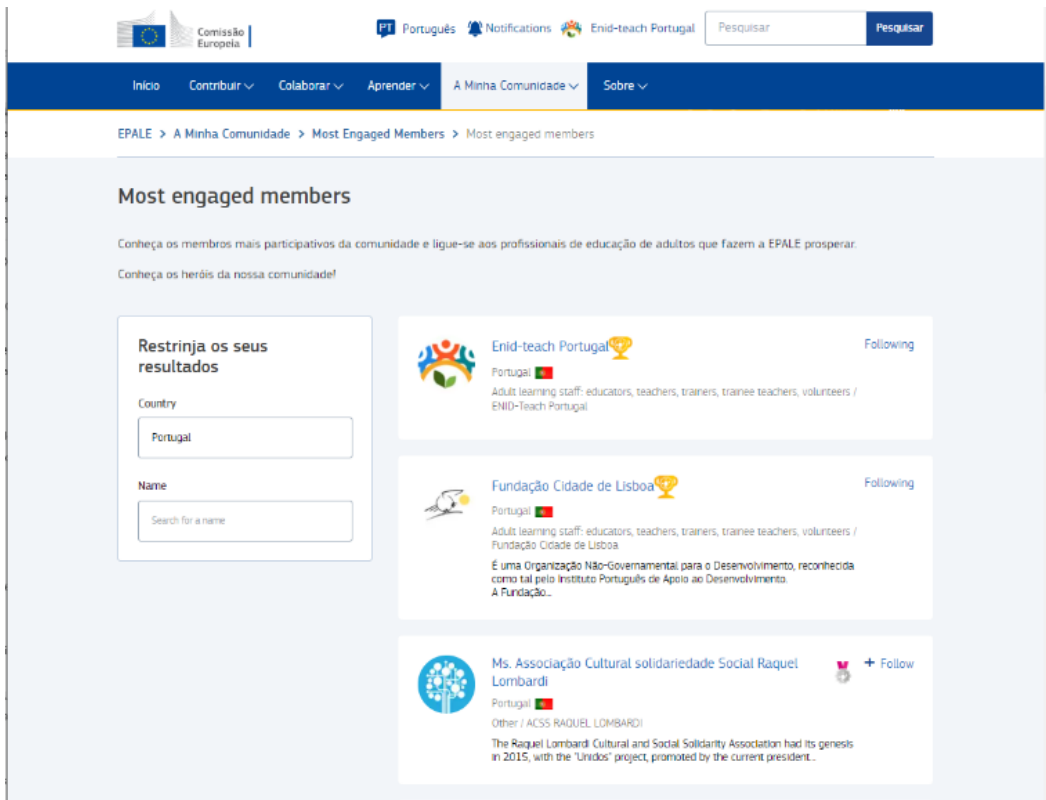 Comissão
Europeia
PT Português Notifications Enid-teach Portugal Pesquisar Pesquisar
Início Contribuir Colaborar Aprender A Minha Comunidade Sobre
EPALE > A Minha Comunidade > Most Engaged Members > Most engaged members
Most engaged members
Conheça os membros mais participativos da comunidade e ligue-se aos profissionais de educação de adultos que fazem a EPALE prosperar.
Conheça os heróis da nossa comunidade!
Restrinja os seus
resultados
Country
Portugal
Name
Search for a name
Enid-teach Portugal Following
Portugal
Adult learning staff: educators, teachers, trainers, trainee teachers, volunteers /
ENID-Teach Portugal
Fundação Cidade de Lisboa Following
Portugal
Adult learning staff: educators, teachers, trainers, trainee teachers, volunteers /
Fundação Cidade de Lisboa
É uma Organização Não-Governamental para o Desenvolvimento, reconhecida
como tal pelo Instituto Português de Apoio ao Desenvolvimento.
A Fundação...
Ms. Associação Cultural solidariedade Social Raquel + Follow
Lombardi
Portugal
Other / ACSS RAQUEL LOMBARDI
The Raquel Lombardi Cultural and Social Solidarity Association had its genesis
in 2015, with the "Unidos" project, promoted by the current president...